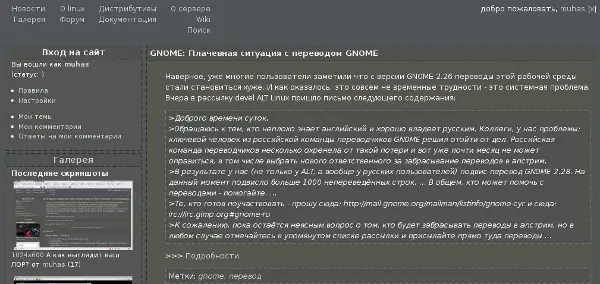 Новости О linux Дистрибутивы О сервере
Галерея Форум Документация Wiki
Поиск
добро пожаловать, muhas [x]
Вход на сайт
Вы вошли как muhas
(статус: )
Правила
Настройки
Мои темы
Мои комментарии
Ответы на мои комментарии
Галерея
Последние скриншоты
1024x600 А как выглядит ваш
ЛОР? от muhas (17)
GNOME: Плачевная ситуация с переводом GNOME
Наверное, уже многие пользователи заметили что с версии GNOME 2.26 переводы этой рабочей среды
стали становиться хуже. И как оказалось, это совсем не временные трудности - это системная проблема.
Вчера в рассылку devel ALT Linux пришло письмо следующего содержания:
>Доброго времени суток.
>Обращаюсь к тем, кто неплохо знает английский и хорошо владеет русским. Коллеги, у нас проблемы:
ключевой человек из российской команды переводчиков GNOME решил отойти от дел. Российская
команда переводчиков несколько охренела от такой потери и вот уже почти месяц не может
оправиться, в том числе выбрать нового ответственного за забрасывание переводов в апстрим.
>В результате у нас (не только у ALT, а вообще у русских пользователей) подвис перевод GNOME 2.28. На
данный момент подвисло больше 1000 непереведённых строк. ... В общем, кто может помочь с
переводами - помогайте ....
>Те, кто готов поучаствовать - прошу сюда: http://mail.gnome.org/mailman/listinfo/gnome-cyr и сюда:
irc://irc.gimp.org#gnome-ru
>К сожалению, пока остаётся неясным вопрос о том, кто будет забрасывать переводы в апстрим, но в
любом случае отмечайтесь в упомянутом списке рассылки и присылайте прямо туда переводы ...
>>> Подробности
Метки: gnome, перевод